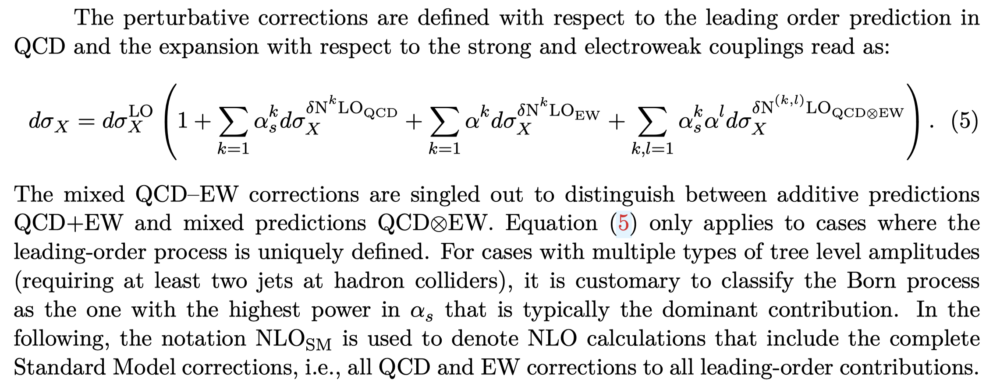 The perturbative corrections are defined with respect to the leading order prediction in
QCD and the expansion with respect to the strong and electroweak couplings read as:
$d\sigma_X = d\sigma_X^{\mathrm{LO}} \left( 1 + \sum_{k=1} \alpha_s^k d\sigma_X^{\delta \mathrm{N}^k \mathrm{LO}_{\mathrm{QCD}}} + \sum_{k=1} \alpha^k d\sigma_X^{\delta \mathrm{N}^k \mathrm{LO}_{\mathrm{EW}}} + \sum_{k,l=1} \alpha_s^k \alpha^l d\sigma_X^{\delta \mathrm{N}^{(k,l)} \mathrm{LO}_{\mathrm{QCD} \otimes \mathrm{EW}}} \right) .$ (5)
The mixed QCD–EW corrections are singled out to distinguish between additive predictions
QCD+EW and mixed predictions QCD⊗EW. Equation (5) only applies to cases where the
leading-order process is uniquely defined. For cases with multiple types of tree level amplitudes
(requiring at least two jets at hadron colliders), it is customary to classify the Born process
as the one with the highest power in $\alpha_s$ that is typically the dominant contribution. In the
following, the notation NLO$_{\mathrm{SM}}$ is used to denote NLO calculations that include the complete
Standard Model corrections, i.e., all QCD and EW corrections to all leading-order contributions.